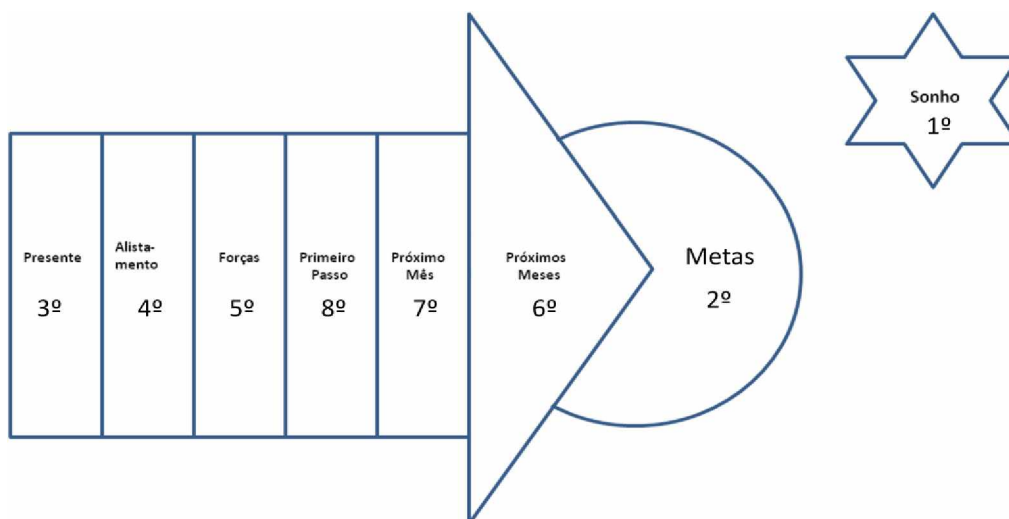 Sonho
1º
Presente
3º
Alista-
mento
4º
Forças
5º
Primeiro
Passo
8º
Próximo
Mês
7º
Próximos
Meses
6º
Metas
2º